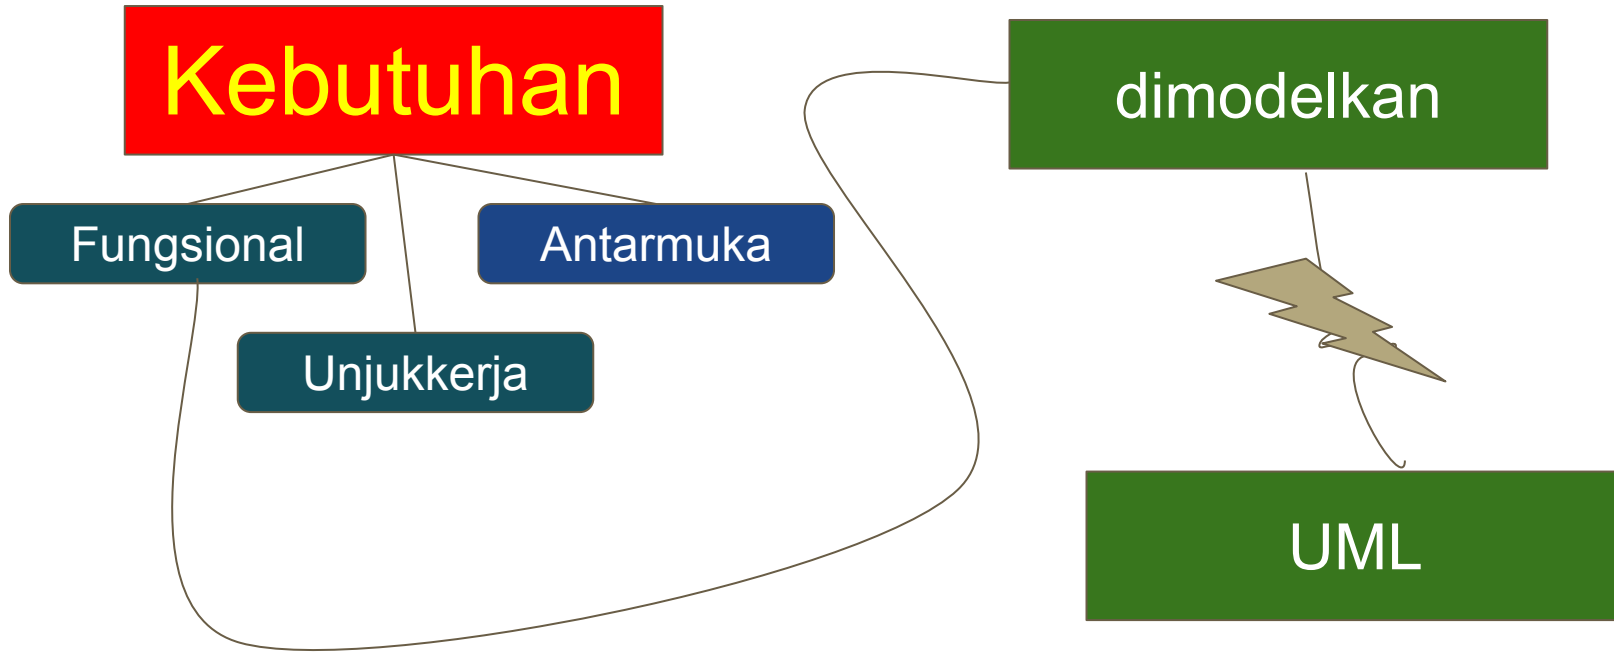 Kebutuhan
dimodelkan
Fungsional
Antarmuka
Unjukkerja
UML